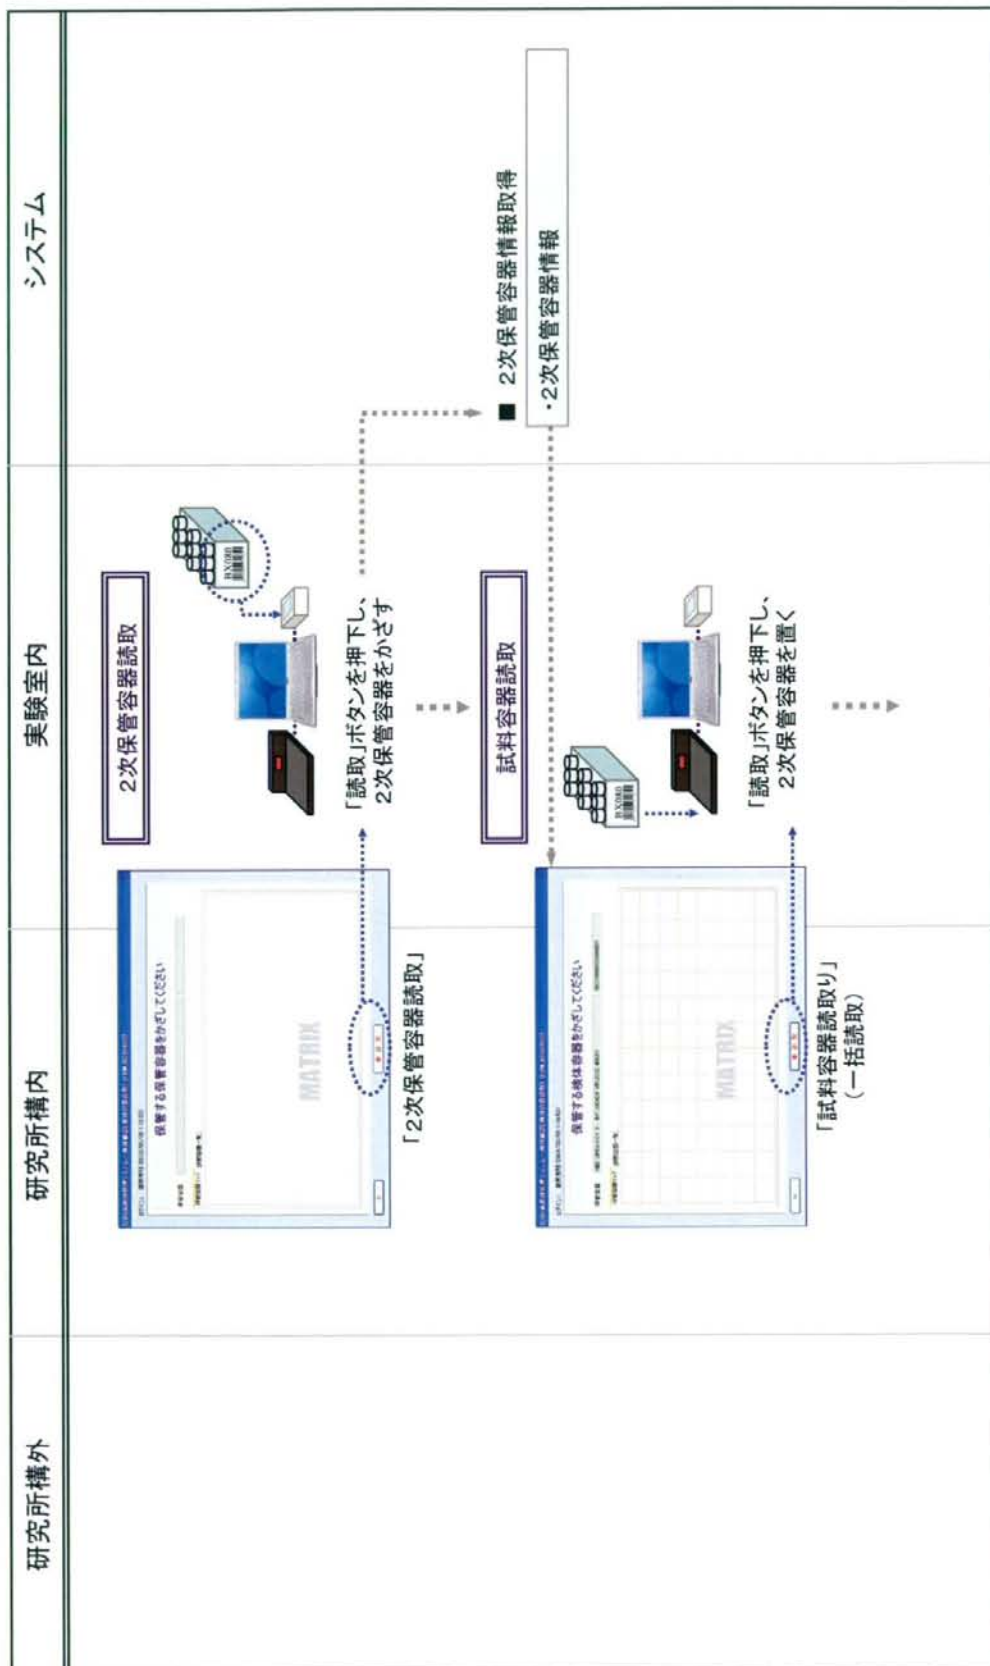 研究所構外
研究所構内
実験室内
システム
2次保管容器読取
保管する保管容器をかざしてください
MATRIX
BX080
「2次保管容器読取」
「読取」ボタンを押下し、
2次保管容器をかざす
■ 2次保管容器情報取得
・2次保管容器情報
試料容器読取
保管する検体容器をかざしてください
MATRIX
BX080
「試料容器読取り」
(一括読取)
「読取」ボタンを押下し、
2次保管容器を置く